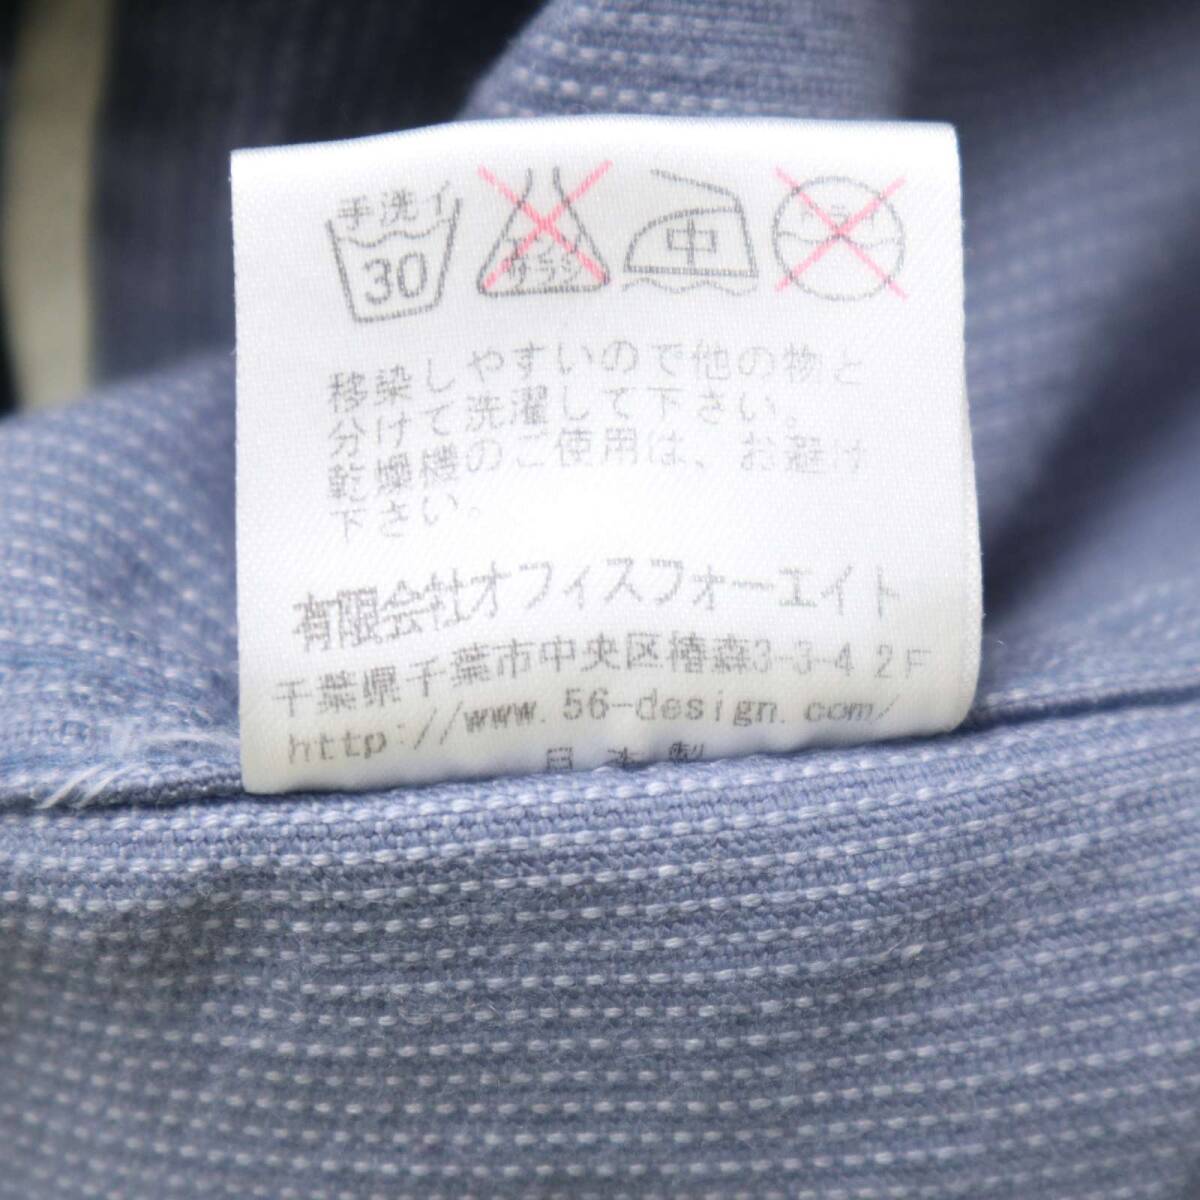 手洗イ
30
エンソ
サラシ
中
ドライ
移染しやすいので他の物と
分けて洗濯して下さい。
乾燥機のご使用は、お避け
下さい。
有限会社オフィスフォーエイト
千葉県千葉市中央区椿森3-3-4 2F
http://www.56-design.com/
日本製